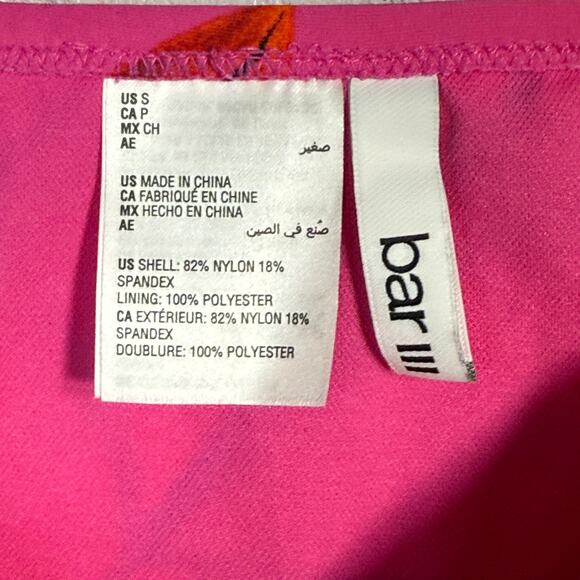 US S
CA P
MX CH
AE صغير
US MADE IN CHINA
CA FABRIQUÉ EN CHINE
MX HECHO EN CHINA
AE صُنع في الصين
US SHELL: 82% NYLON 18%
SPANDEX
LINING: 100% POLYESTER
CA EXTÉRIEUR: 82% NYLON 18%
SPANDEX
DOUBLURE: 100% POLYESTER
bar III